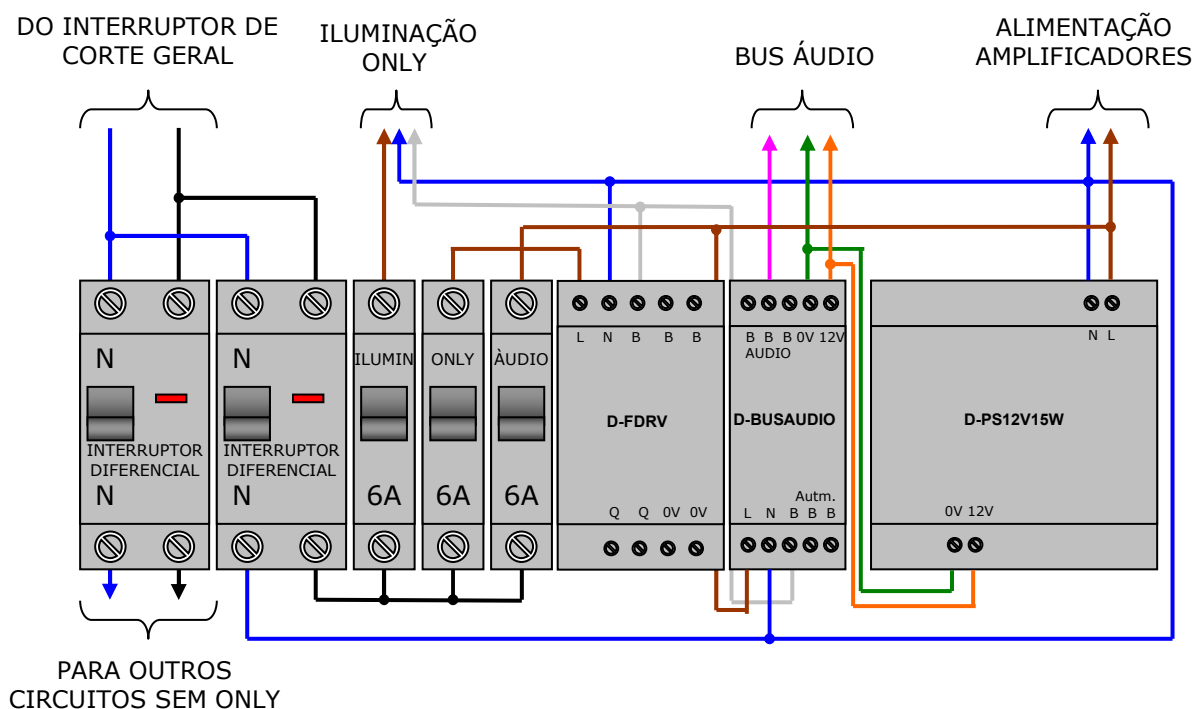 DO INTERRUPTOR DE
CORTE GERAL
ILUMINAÇÃO
ONLY
BUS ÁUDIO
ALIMENTAÇÃO
AMPLIFICADORES
N
INTERRUPTOR
DIFERENCIAL
N
N
INTERRUPTOR
DIFERENCIAL
N
ILUMIN
6A
ONLY
6A
ÀUDIO
6A
L N B B B
D-FDRV
Q Q 0V 0V
B B B 0V 12V
AUDIO
D-BUSAUDIO
Autm.
L N B B B
N L
D-PS12V15W
0V 12V
PARA OUTROS
CIRCUITOS SEM ONLY